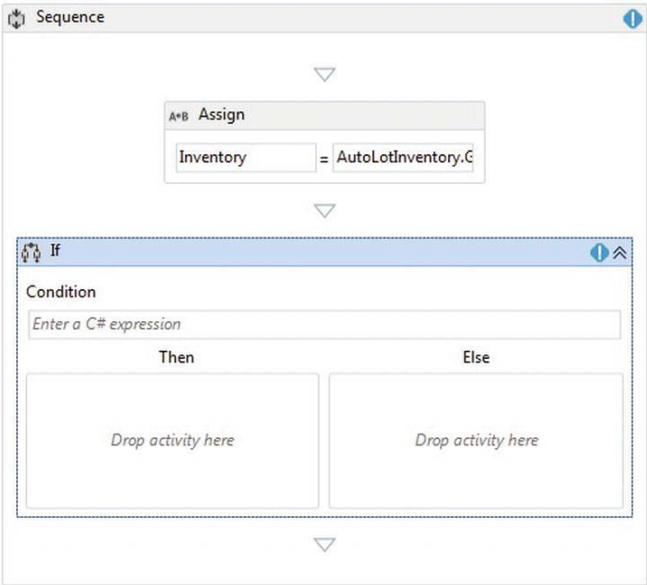 Sequence
A+B Assign
Inventory = AutoLotInventory.G
If
Condition
Enter a C# expression
Then Else
Drop activity here Drop activity here